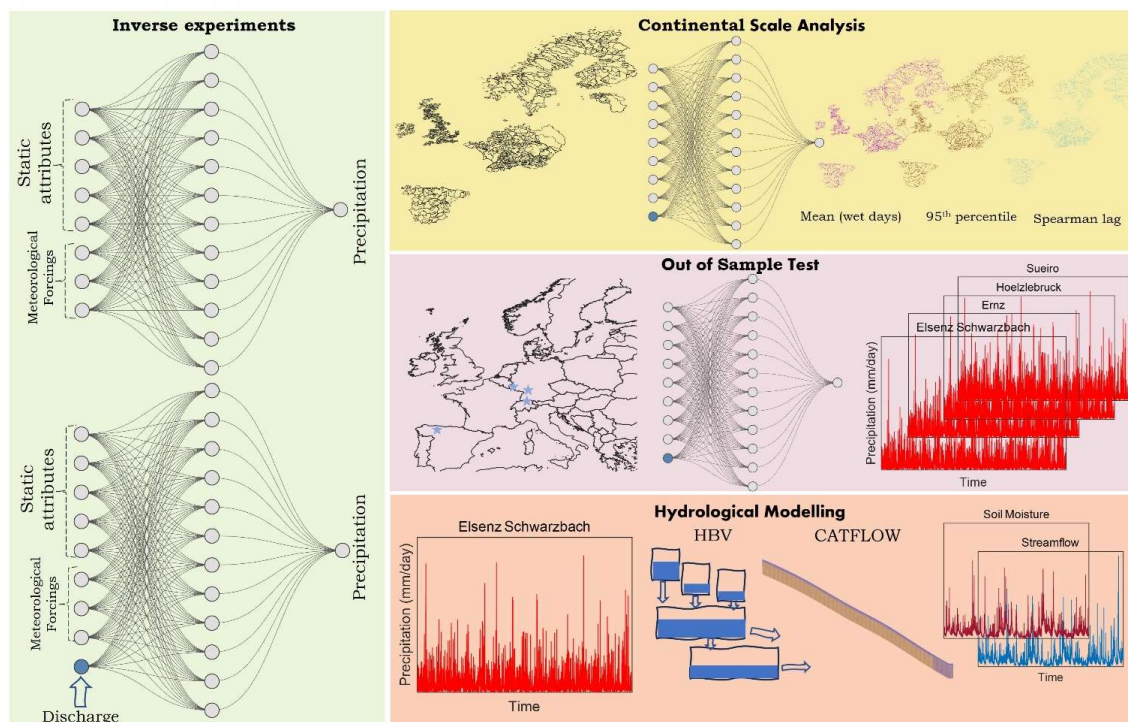 Inverse experiments
Static
attributes
Meteorological
Forcings
Precipitation
Static
attributes
Meteorological
Forcings
Precipitation
Discharge
Continental Scale Analysis
Mean (wet days)
95th percentile
Spearman lag
Out of Sample Test
Sueiro
Hoelzlebruck
Ernz
Elsenz Schwarzbach
Precipitation (mm/day)
Time
Hydrological Modelling
Elsenz Schwarzbach
Precipitation (mm/day)
Time
HBV
CATFLOW
Soil Moisture
Streamflow
Time